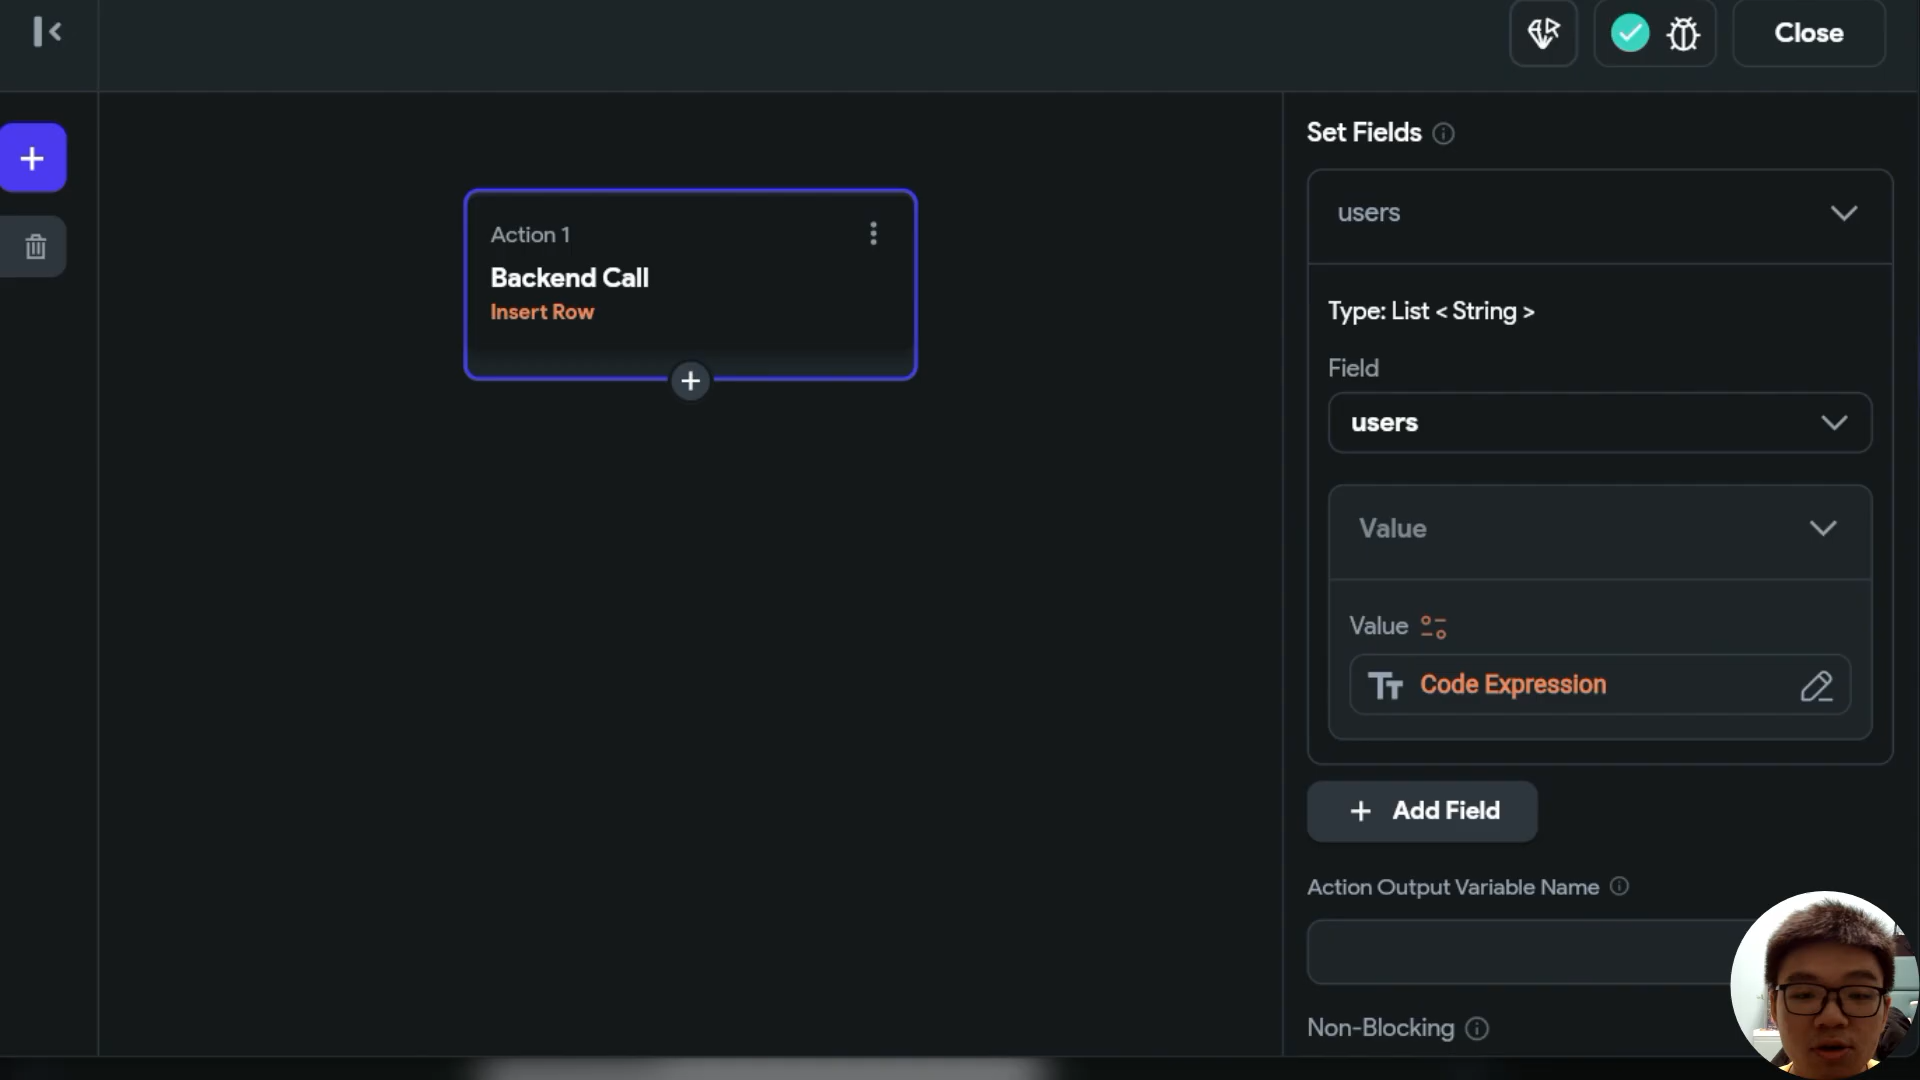 Close
Set Fields
users
Action 1
Backend Call
Insert Row
Type: List < String >
Field
users
Value
Value
Code Expression
+ Add Field
Action Output Variable Name
Non-Blocking